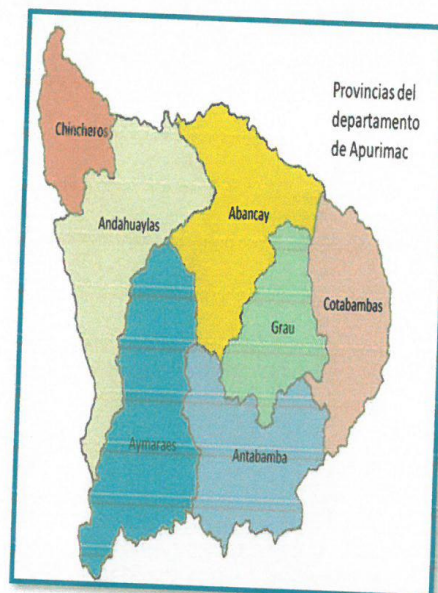 Provincias del
departamento
de Apurimac
Chincheros
Andahuaylas
Abancay
Cotabambas
Grau
Aymaraes
Antabamba